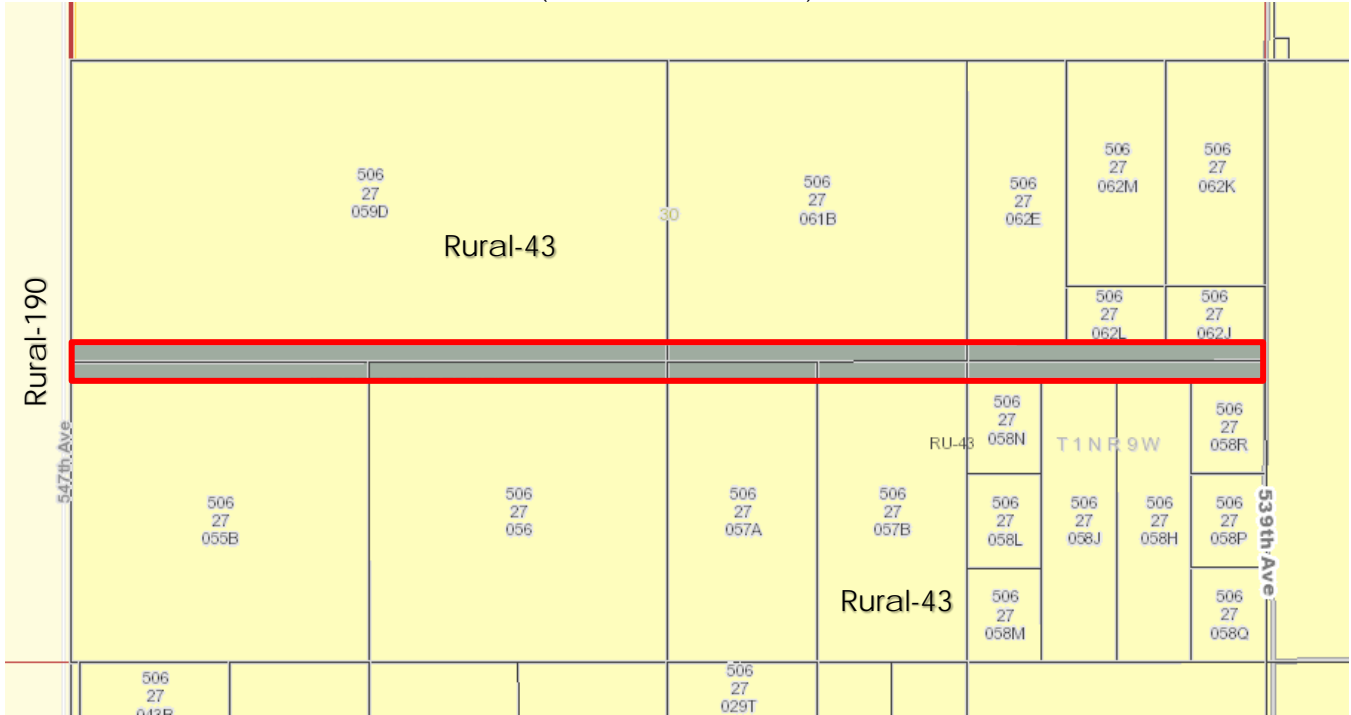 506
27
059D
506
27
061B
506
27
062E
506
27
062M
506
27
062K
30
Rural-43
Rural-190
506
27
062L
506
27
062J
547th Ave
506
27
055B
506
27
056
506
27
057A
506
27
057B
RU-43
506
27
058N
T1NR9W
506
27
058R
506
27
058L
506
27
058J
506
27
058H
506
27
058P
539th Ave
Rural-43
506
27
058M
506
27
058Q
506
27
506
27
029T